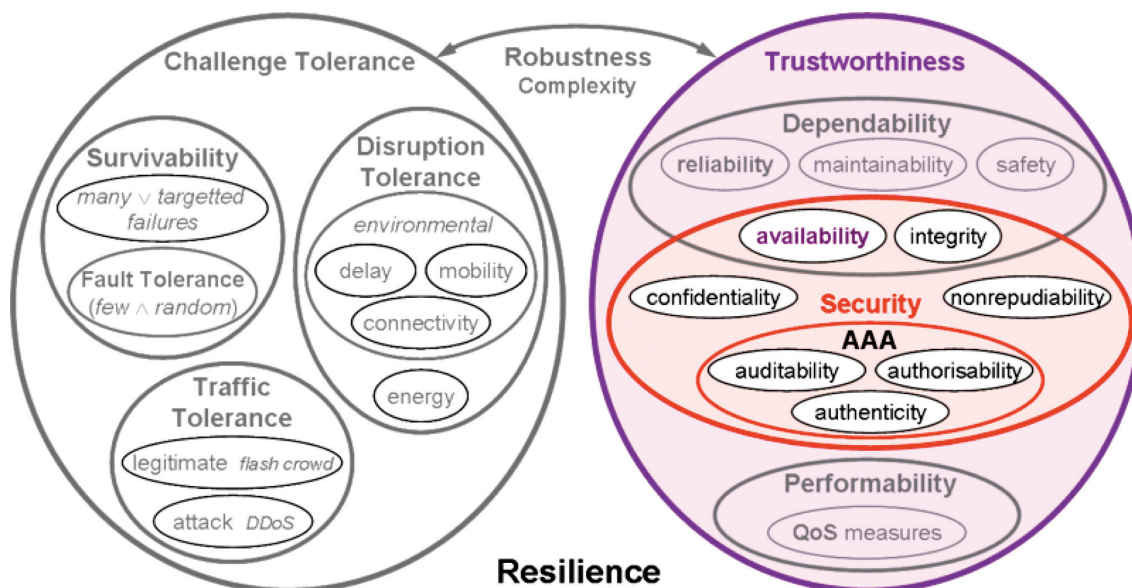 Challenge Tolerance
Survivability
many ∨ targetted
failures
Fault Tolerance
(few ∧ random)
Disruption
Tolerance
environmental
delay
mobility
connectivity
energy
Traffic
Tolerance
legitimate flash crowd
attack DDoS
Robustness
Complexity
Trustworthiness
Dependability
reliability
maintainability
safety
availability
integrity
confidentiality
Security
nonrepudiability
AAA
auditability
authorisability
authenticity
Performability
QoS measures
Resilience